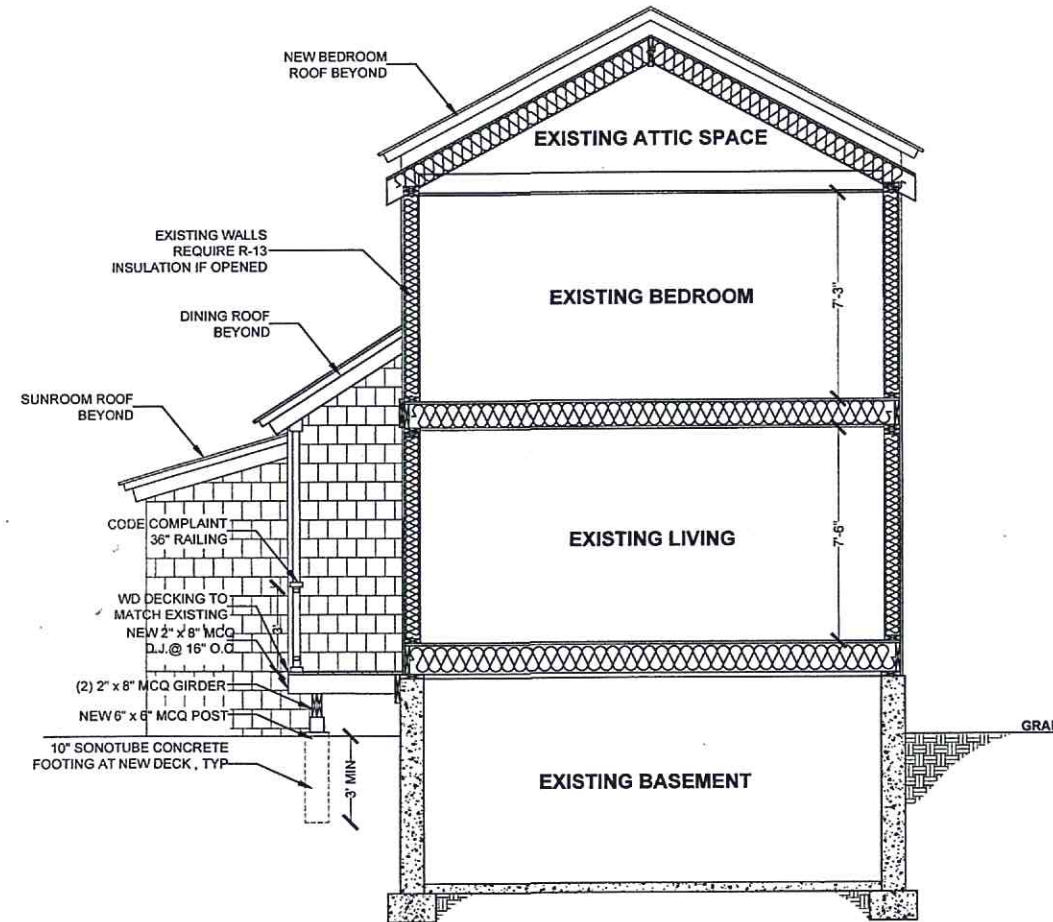 NEW BEDROOM
ROOF BEYOND
EXISTING ATTIC SPACE
EXISTING WALLS
REQUIRE R-13
INSULATION IF OPENED
EXISTING BEDROOM
7'-3"
DINING ROOF
BEYOND
SUNROOM ROOF
BEYOND
CODE COMPLAINT
36" RAILING
EXISTING LIVING
7'-6"
WD DECKING TO
MATCH EXISTING
3'
NEW 2" x 8" MCQ
D.J.@ 16" O.C
(2) 2" x 8" MCQ GIRDER
NEW 6" x 6" MCQ POST
10" SONOTUBE CONCRETE
FOOTING AT NEW DECK , TYP
3' MIN
GRA
EXISTING BASEMENT